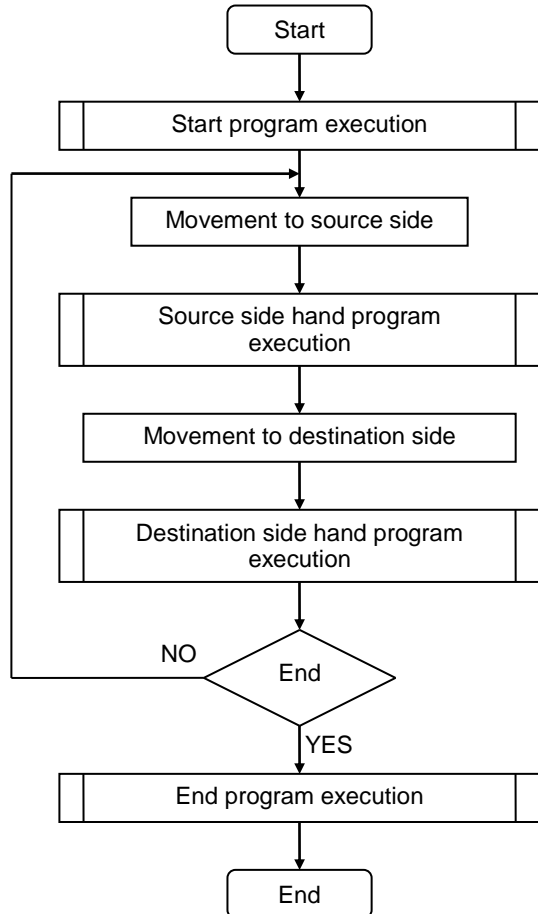 Start
Start program execution
Movement to source side
Source side hand program
execution
Movement to destination side
Destination side hand program
execution
NO
End
YES
End program execution
End